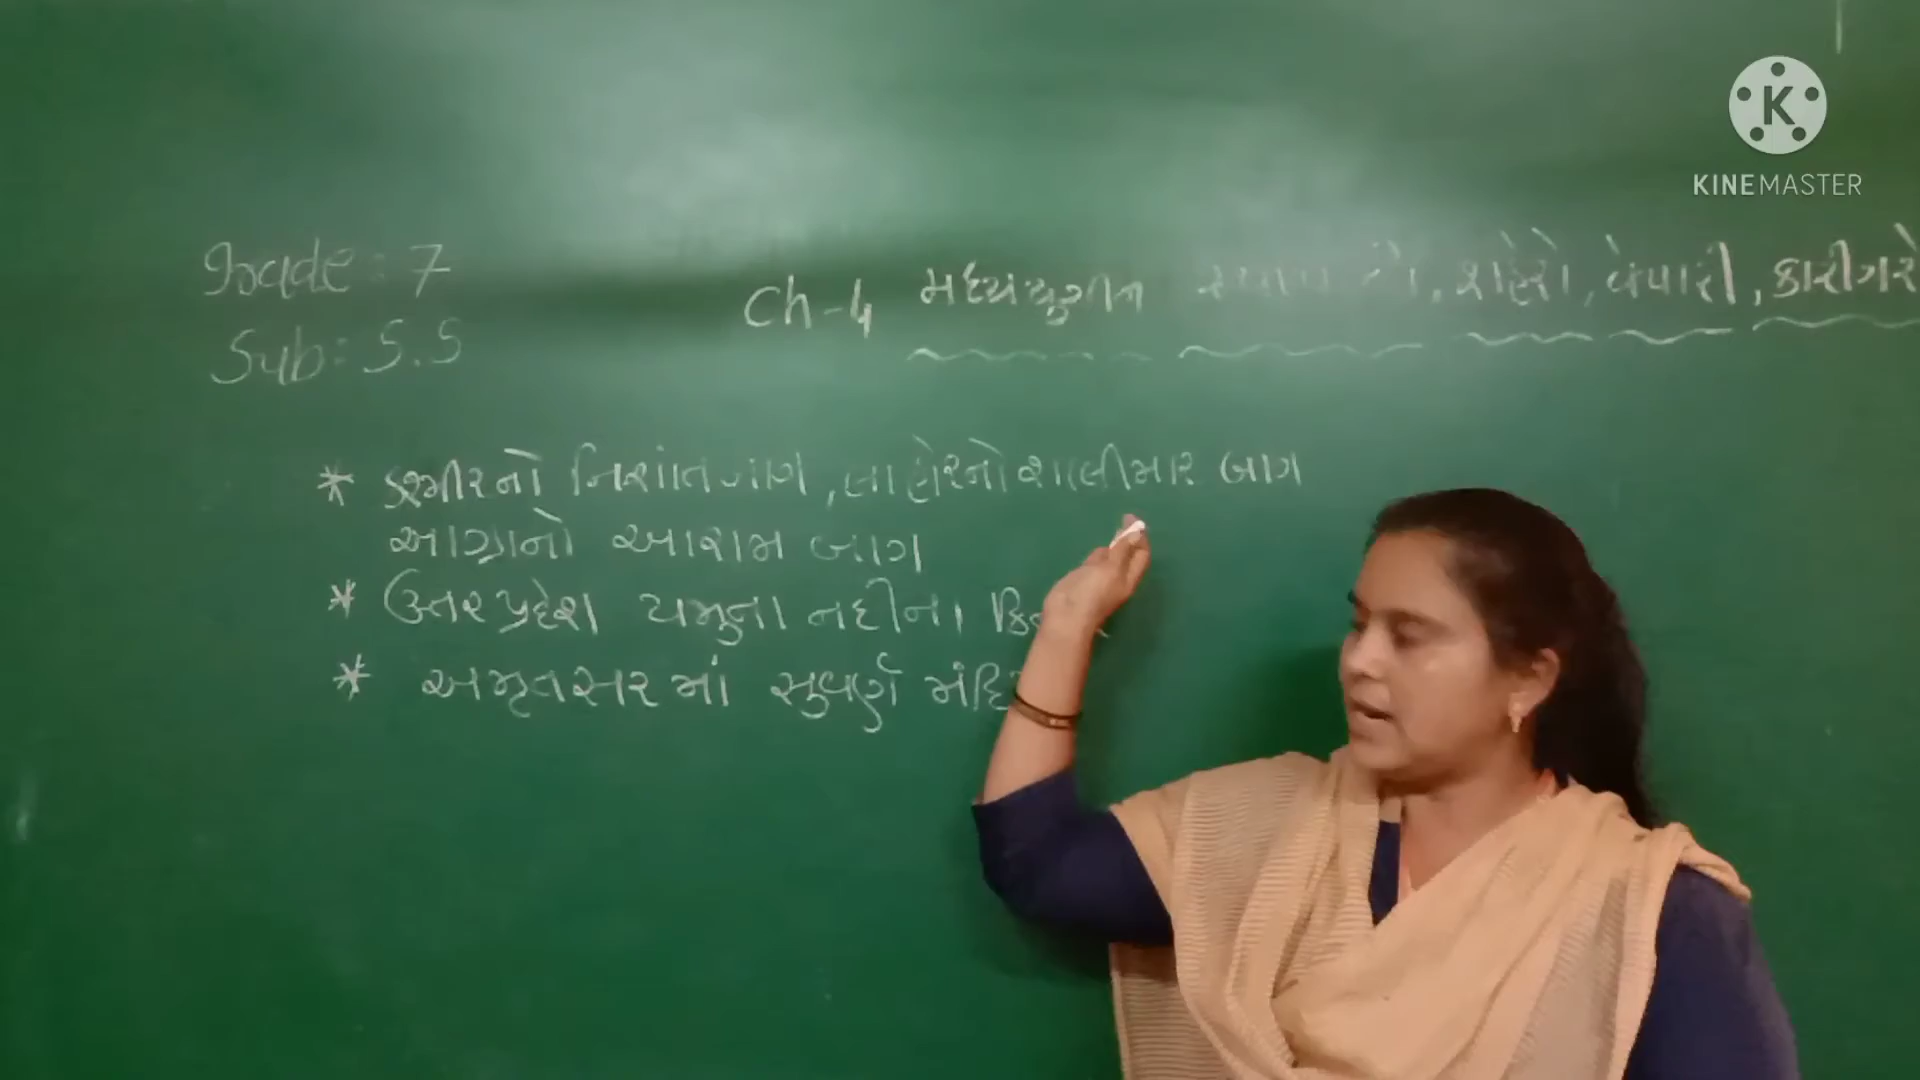 KINEMASTER
Grade: 7
Sub: S.S
Ch-4 મધ્યયુગીન સ્થાપત્યો, શહેરો, વેપારી, કારીગરો
* કાશ્મીરનો નિશાંતબાગ, લાહોરનો શાલીમાર બાગ
આગ્રાનો આરામ બાગ
* ઉત્તરપ્રદેશ યમુના નદીના
* અમૃતસરમાં સુવર્ણ